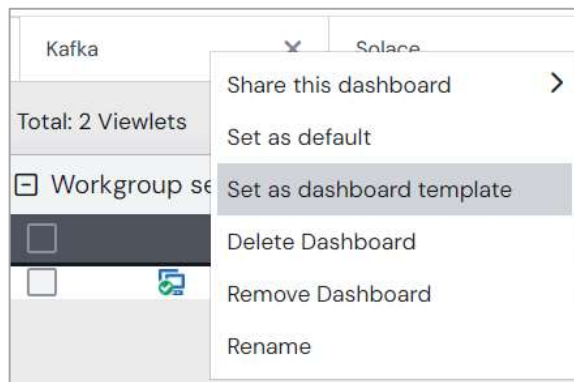 Kafka
Solace
Share this dashboard
Total: 2 Viewlets
Set as default
Workgroup se
Set as dashboard template
Delete Dashboard
Remove Dashboard
Rename